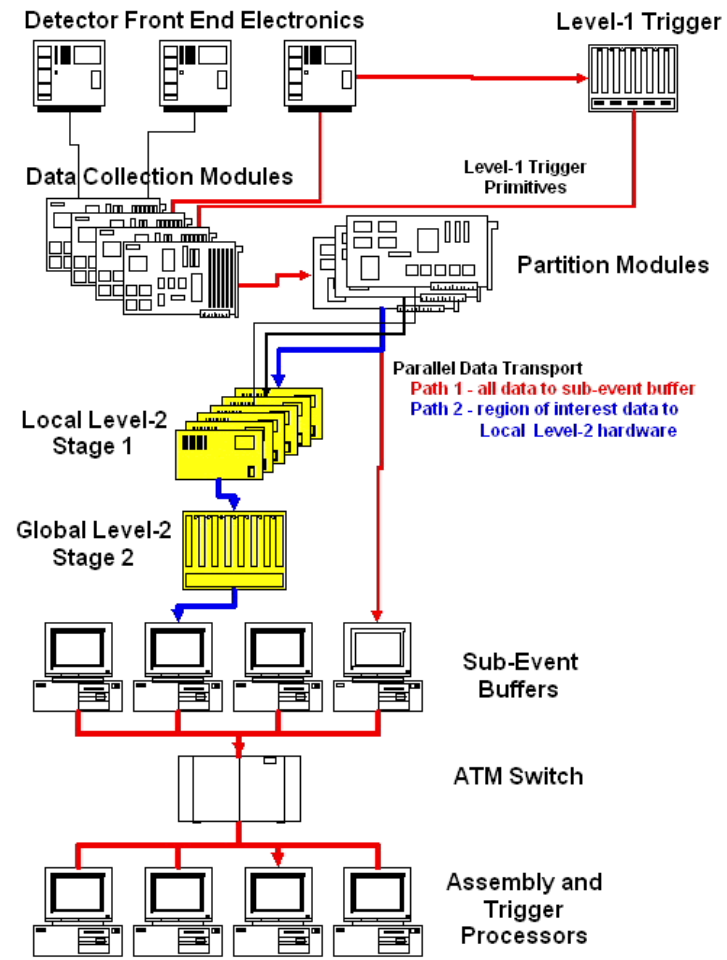 Detector Front End Electronics
Level-1 Trigger
Level-1 Trigger
Primitives
Data Collection Modules
Partition Modules
Parallel Data Transport
Path 1 - all data to sub-event buffer
Path 2 - region of interest data to
Local Level-2 hardware
Local Level-2
Stage 1
Global Level-2
Stage 2
Sub-Event
Buffers
ATM Switch
Assembly and
Trigger
Processors